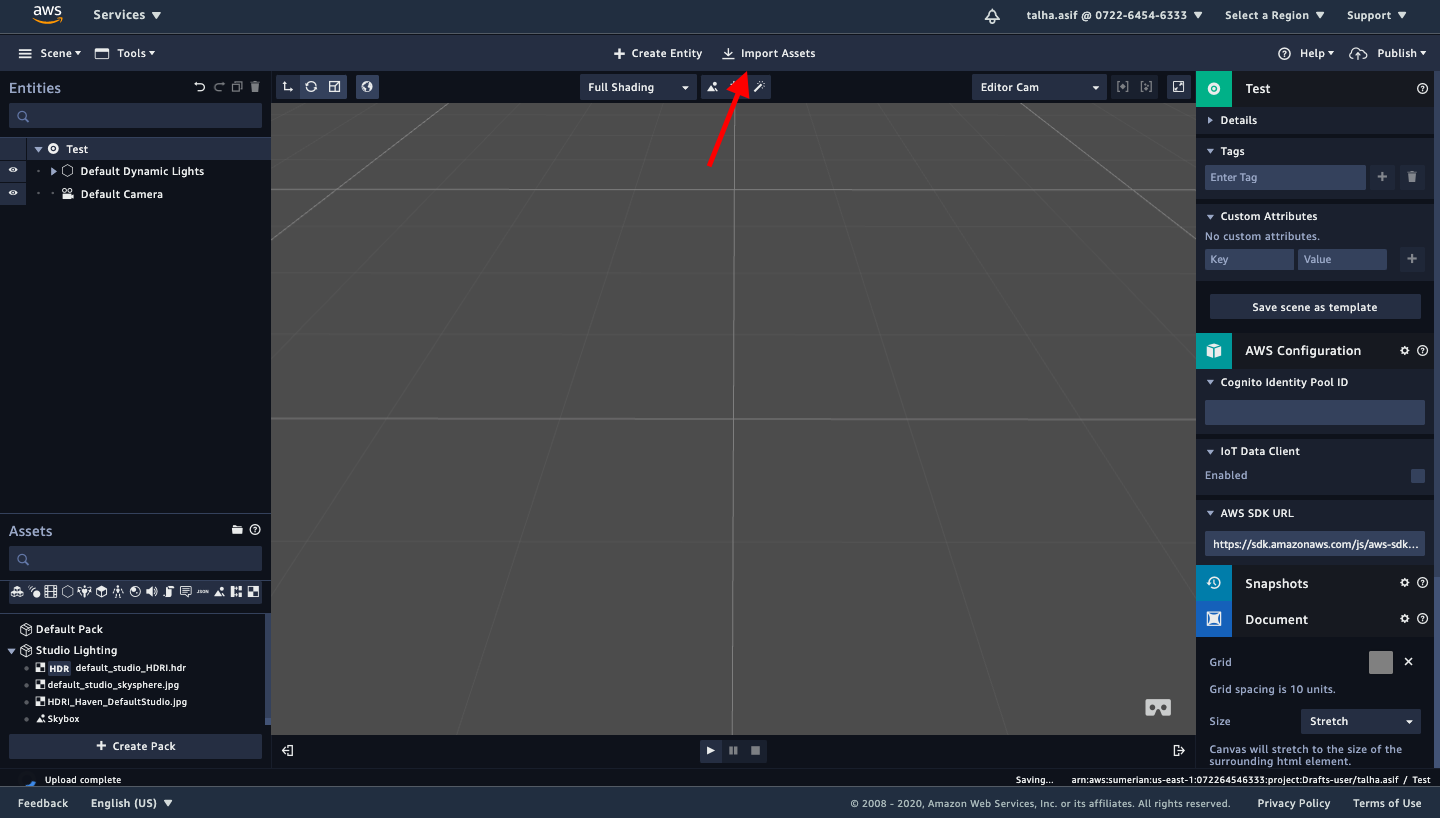 aws
Services
talha.asif @ 0722-6454-6333
Select a Region
Support
Scene
Tools
Create Entity
Import Assets
Help
Publish
Entities
Test
Default Dynamic Lights
Default Camera
Full Shading
Editor Cam
Test
Details
Tags
Enter Tag
Custom Attributes
No custom attributes.
Key
Value
Save scene as template
AWS Configuration
Cognito Identity Pool ID
IoT Data Client
Enabled
AWS SDK URL
https://sdk.amazonaws.com/js/aws-sdk...
Snapshots
Document
Grid
Grid spacing is 10 units.
Size
Stretch
Canvas will stretch to the size of the
surrounding html element.
Assets
JSON
Default Pack
Studio Lighting
HDR default_studio_HDRI.hdr
default_studio_skysphere.jpg
HDRI_Haven_DefaultStudio.jpg
Skybox
Create Pack
Upload complete
Saving...
arn:aws:sumerian:us-east-1:072264546333:project:Drafts-user/talha.asif / Test
Feedback
English (US)
© 2008 - 2020, Amazon Web Services, Inc. or its affiliates. All rights reserved.
Privacy Policy
Terms of Use